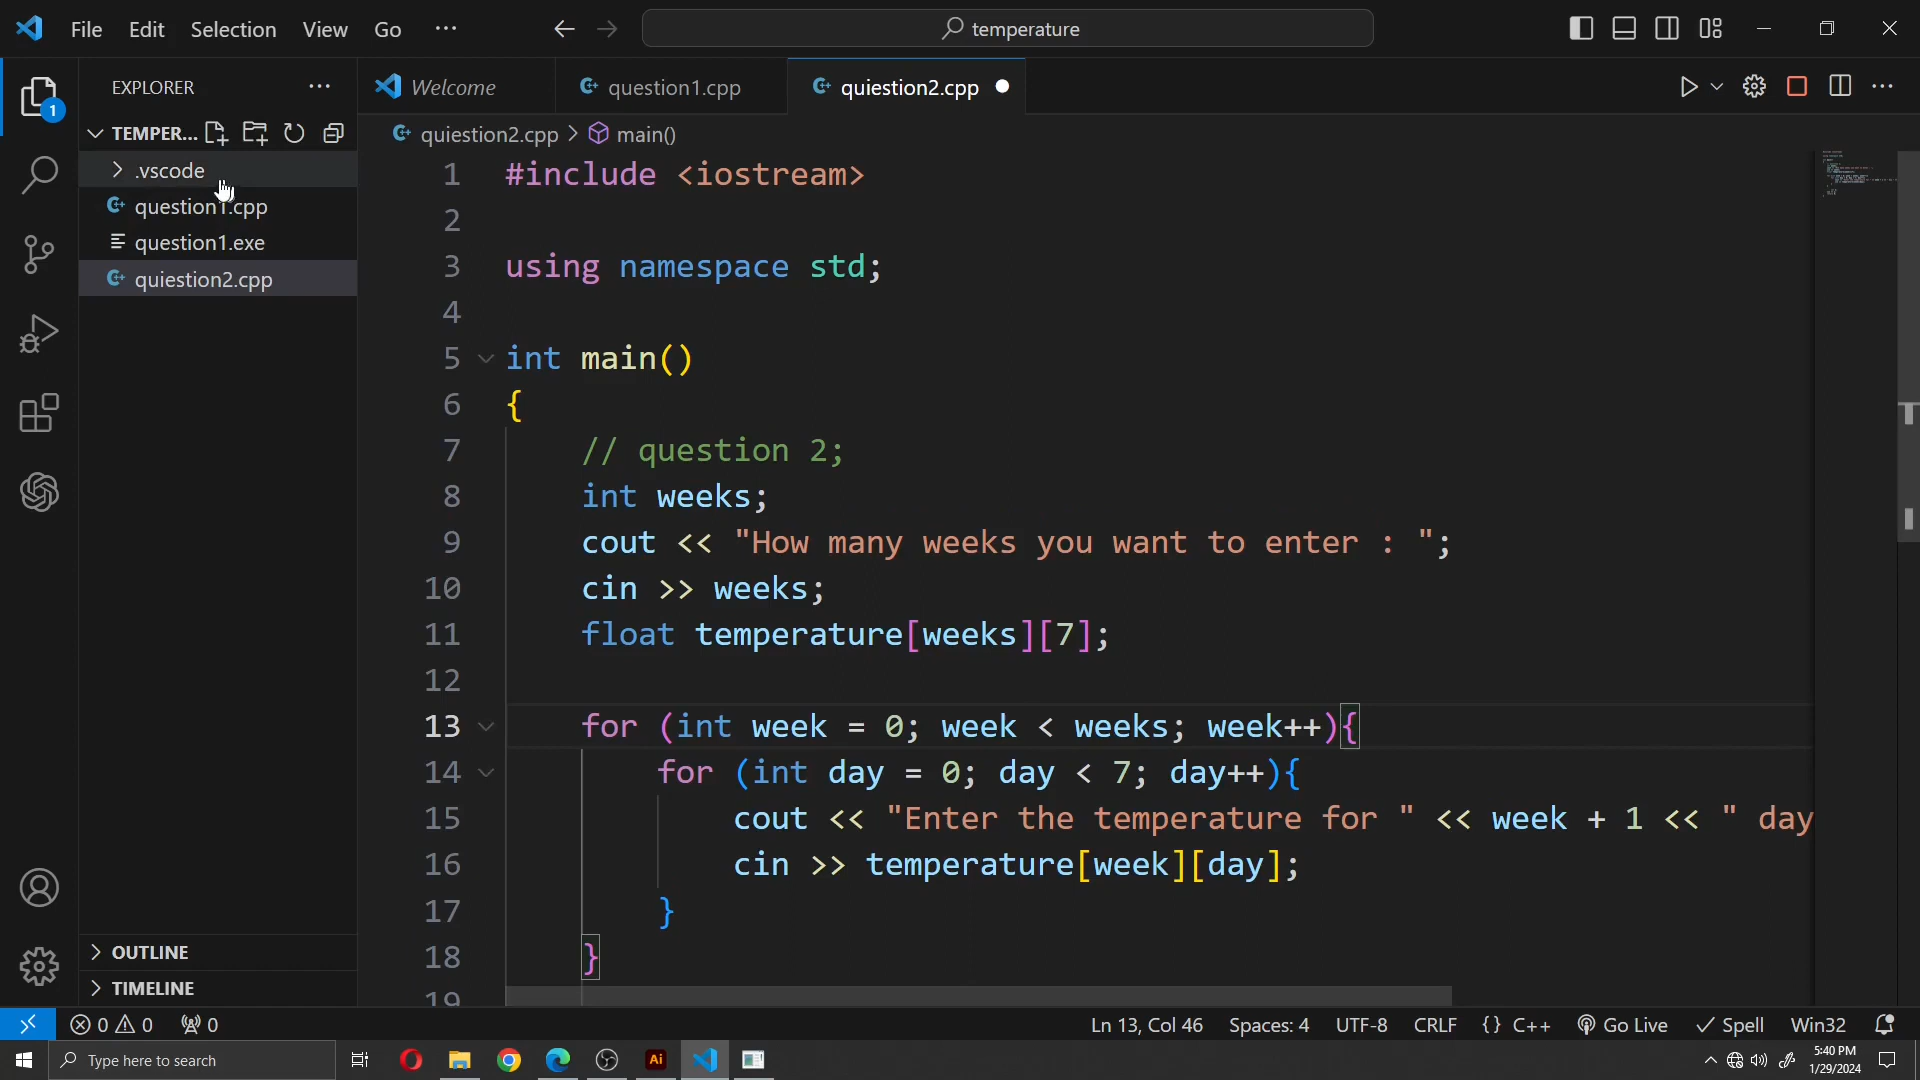 File Edit Selection View Go ··· temperature
EXPLORER ···
Welcome question1.cpp quiestion2.cpp
TEMPER...
quiestion2.cpp > main()
.vscode
question1.cpp
question1.exe
quiestion2.cpp
1 #include <iostream>
2
3 using namespace std;
4
5 int main()
6 {
7 // question 2;
8 int weeks;
9 cout << "How many weeks you want to enter : ";
10 cin >> weeks;
11 float temperature[weeks][7];
12
13 for (int week = 0; week < weeks; week++){
14 for (int day = 0; day < 7; day++){
15 cout << "Enter the temperature for " << week + 1 << " day
16 cin >> temperature[week][day];
17 }
18 }
19
OUTLINE
TIMELINE
1
0 0 0 Ln 13, Col 46 Spaces: 4 UTF-8 CRLF {} C++ Go Live Spell Win32
Type here to search Ai 5:40 PM
1/29/2024